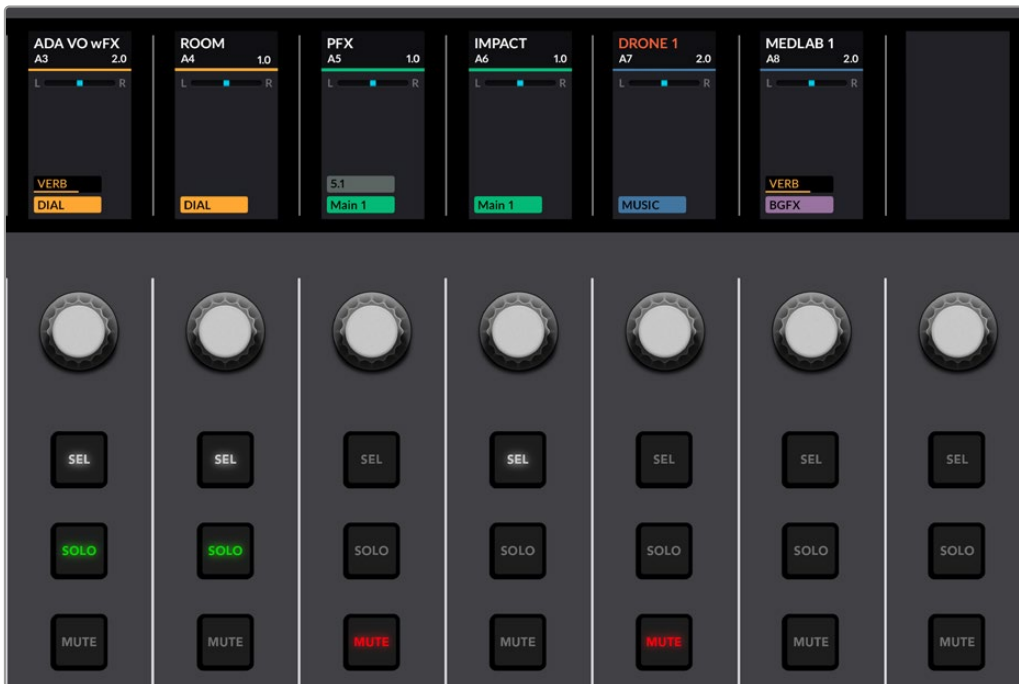 ADA VO wFX ROOM PFX IMPACT DRONE 1 MEDLAB 1
A3 2.0 A4 1.0 A5 1.0 A6 1.0 A7 2.0 A8 2.0
L R L R L R L R L R L R
VERB 5.1 VERB
DIAL DIAL Main 1 Main 1 MUSIC BGFX
SEL SEL SEL SEL SEL SEL SEL
SOLO SOLO SOLO SOLO SOLO SOLO SOLO
MUTE MUTE MUTE MUTE MUTE MUTE MUTE